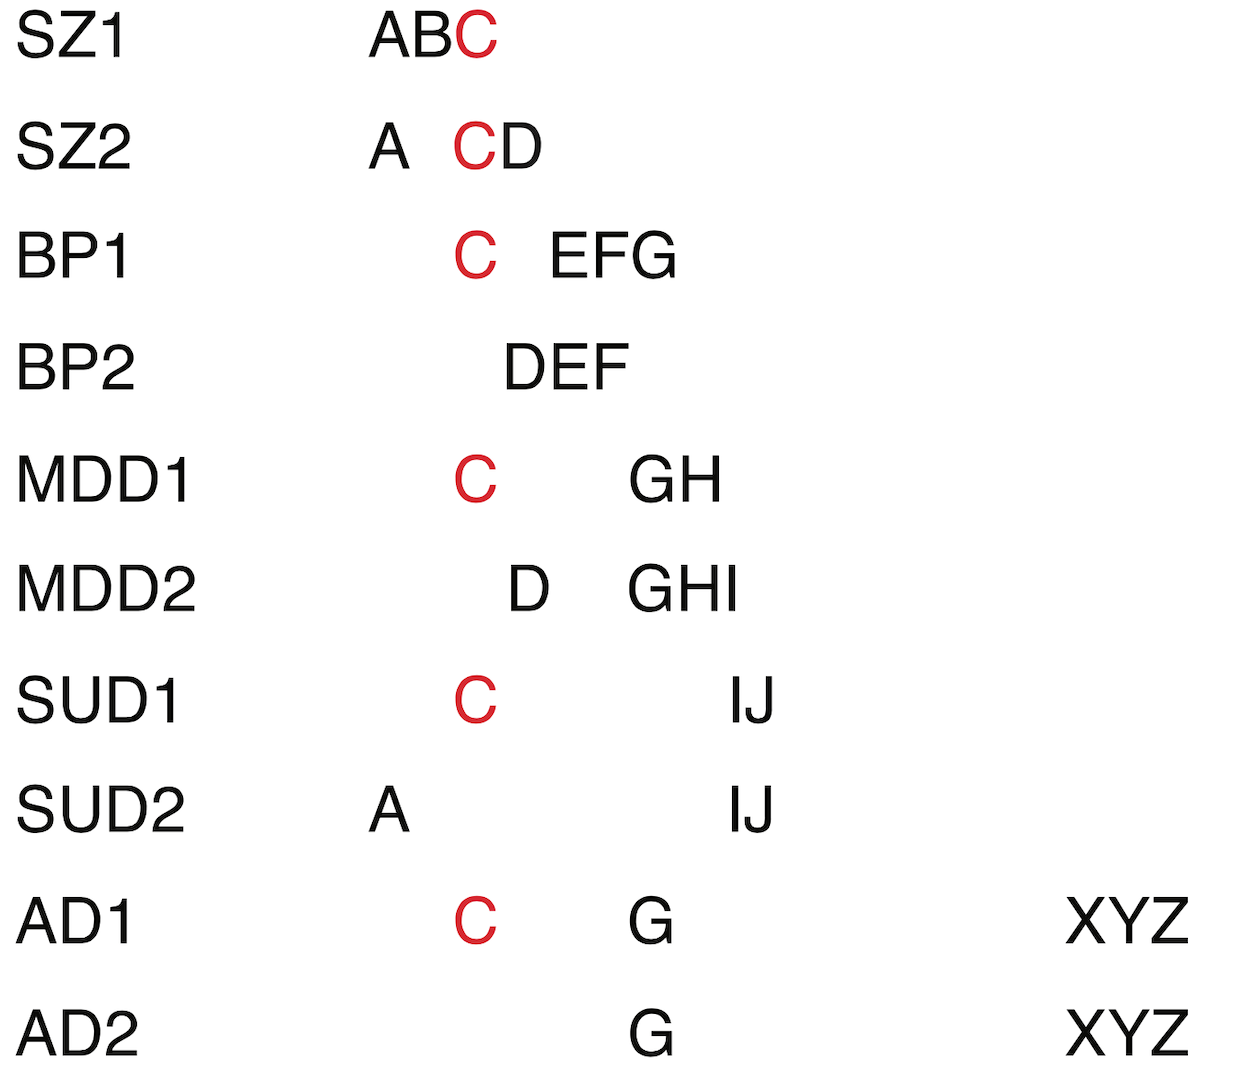 SZ1 ABC
SZ2 A CD
BP1 C EFG
BP2 DEF
MDD1 C GH
MDD2 D GHI
SUD1 C IJ
SUD2 A IJ
AD1 C G XYZ
AD2 G XYZ